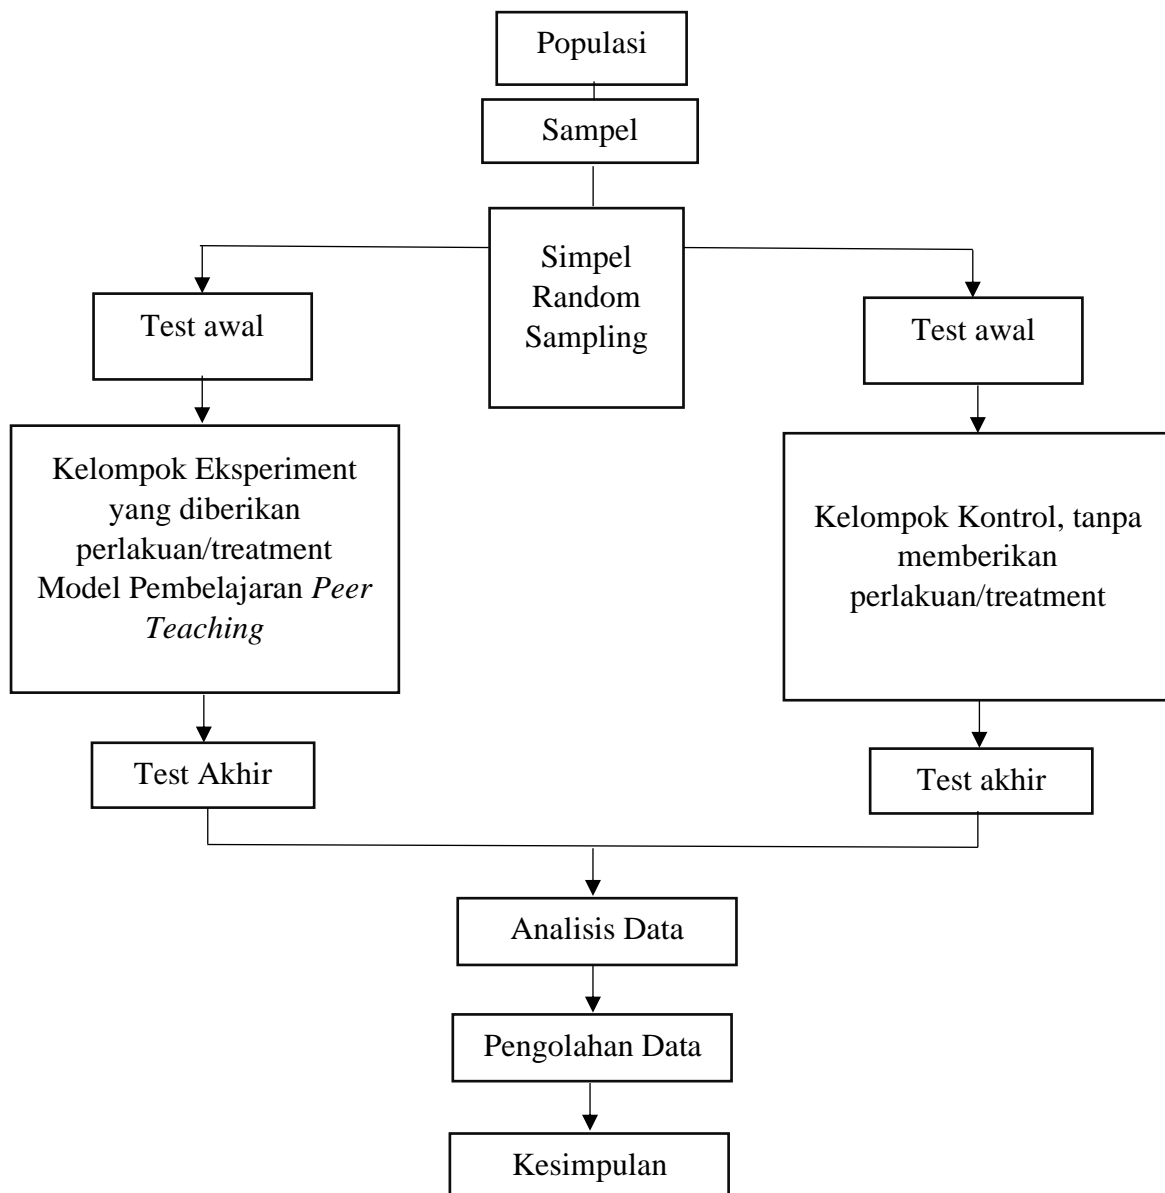 Populasi
Sampel
Simpel
Random
Sampling
Test awal
Test awal
Kelompok Eksperiment
yang diberikan
perlakuan/treatment
Model Pembelajaran Peer
Teaching
Kelompok Kontrol, tanpa
memberikan
perlakuan/treatment
Test Akhir
Test akhir
Analisis Data
Pengolahan Data
Kesimpulan